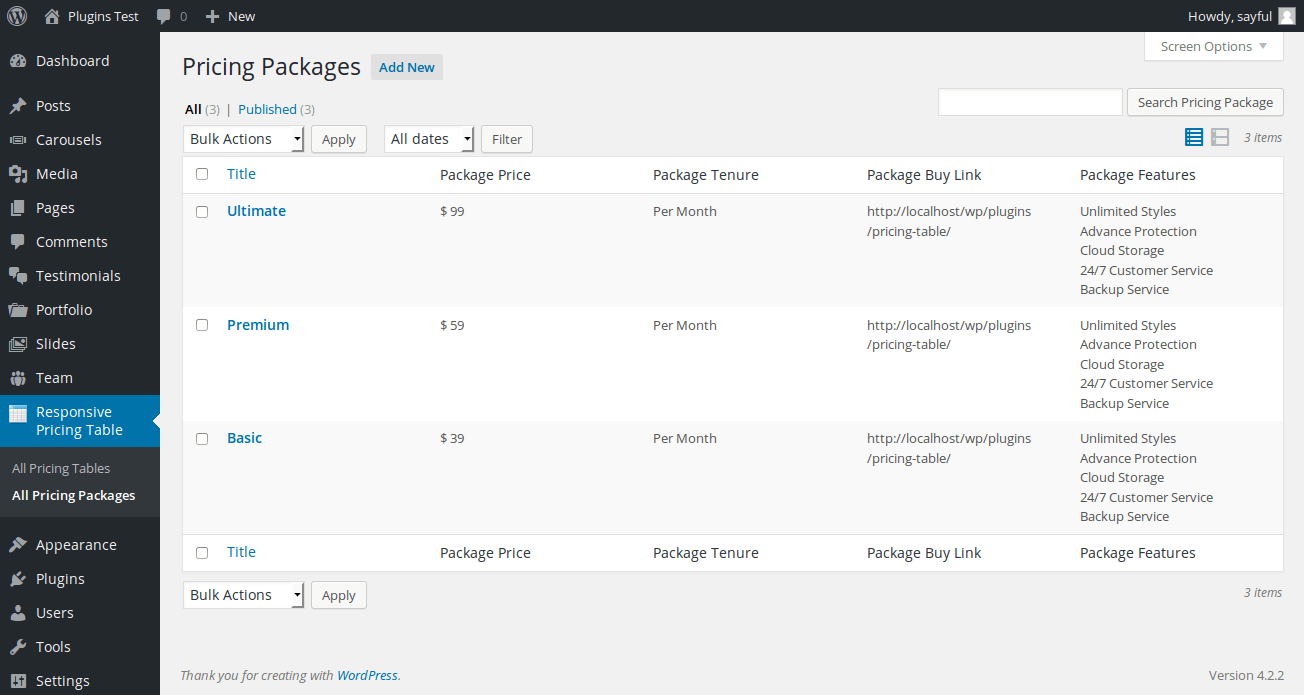 Plugins Test 0 New Howdy, sayful
Dashboard
Posts
Carousels
Media
Pages
Comments
Testimonials
Portfolio
Slides
Team
Responsive
Pricing Table
All Pricing Tables
All Pricing Packages
Appearance
Plugins
Users
Tools
Settings
Screen Options
Pricing Packages Add New
All (3) | Published (3)
Search Pricing Package
Bulk Actions Apply All dates Filter 3 items
Title Package Price Package Tenure Package Buy Link Package Features
Ultimate $ 99 Per Month http://localhost/wp/plugins Unlimited Styles
/pricing-table/ Advance Protection
Cloud Storage
24/7 Customer Service
Backup Service
Premium $ 59 Per Month http://localhost/wp/plugins Unlimited Styles
/pricing-table/ Advance Protection
Cloud Storage
24/7 Customer Service
Backup Service
Basic $ 39 Per Month http://localhost/wp/plugins Unlimited Styles
/pricing-table/ Advance Protection
Cloud Storage
24/7 Customer Service
Backup Service
Title Package Price Package Tenure Package Buy Link Package Features
Bulk Actions Apply 3 items
Thank you for creating with WordPress. Version 4.2.2